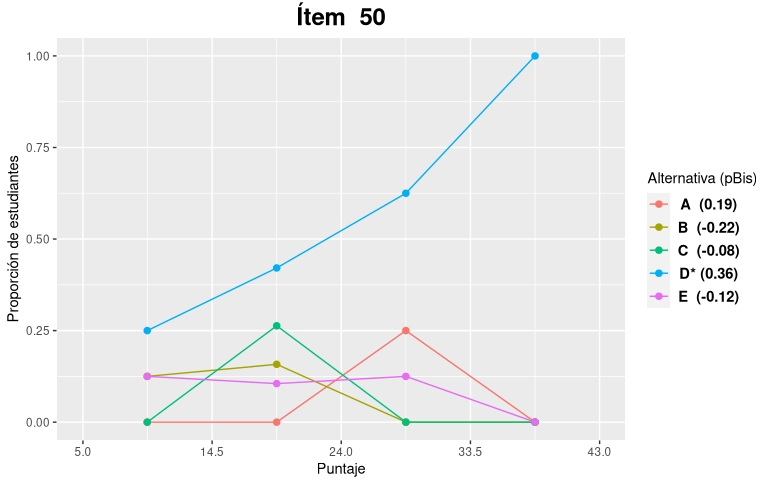 Ítem 50
Proporción de estudiantes
1.00
0.75
0.50
0.25
0.00
5.0
14.5
24.0
33.5
43.0
Puntaje
Alternativa (pBis)
A (0.19)
B (-0.22)
C (-0.08)
D* (0.36)
E (-0.12)